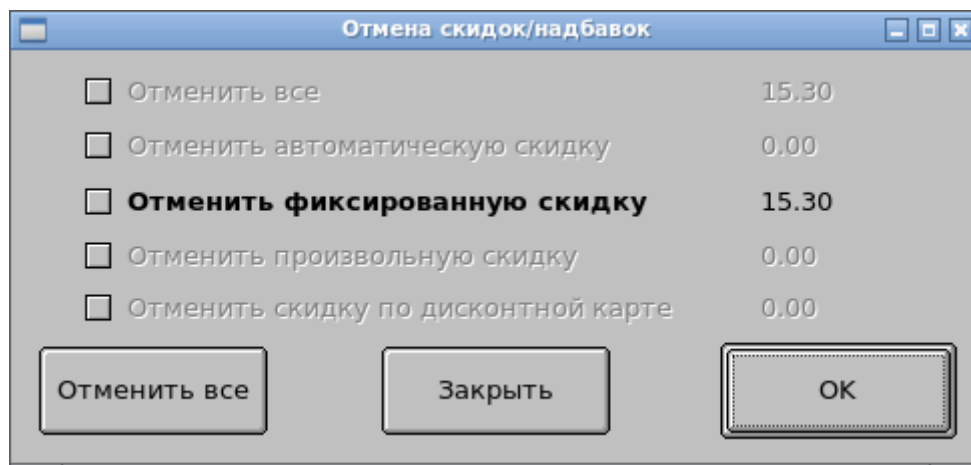 Отмена скидок/надбавок
Отменить все 15.30
Отменить автоматическую скидку 0.00
Отменить фиксированную скидку 15.30
Отменить произвольную скидку 0.00
Отменить скидку по дисконтной карте 0.00
Отменить все Закрыть OK